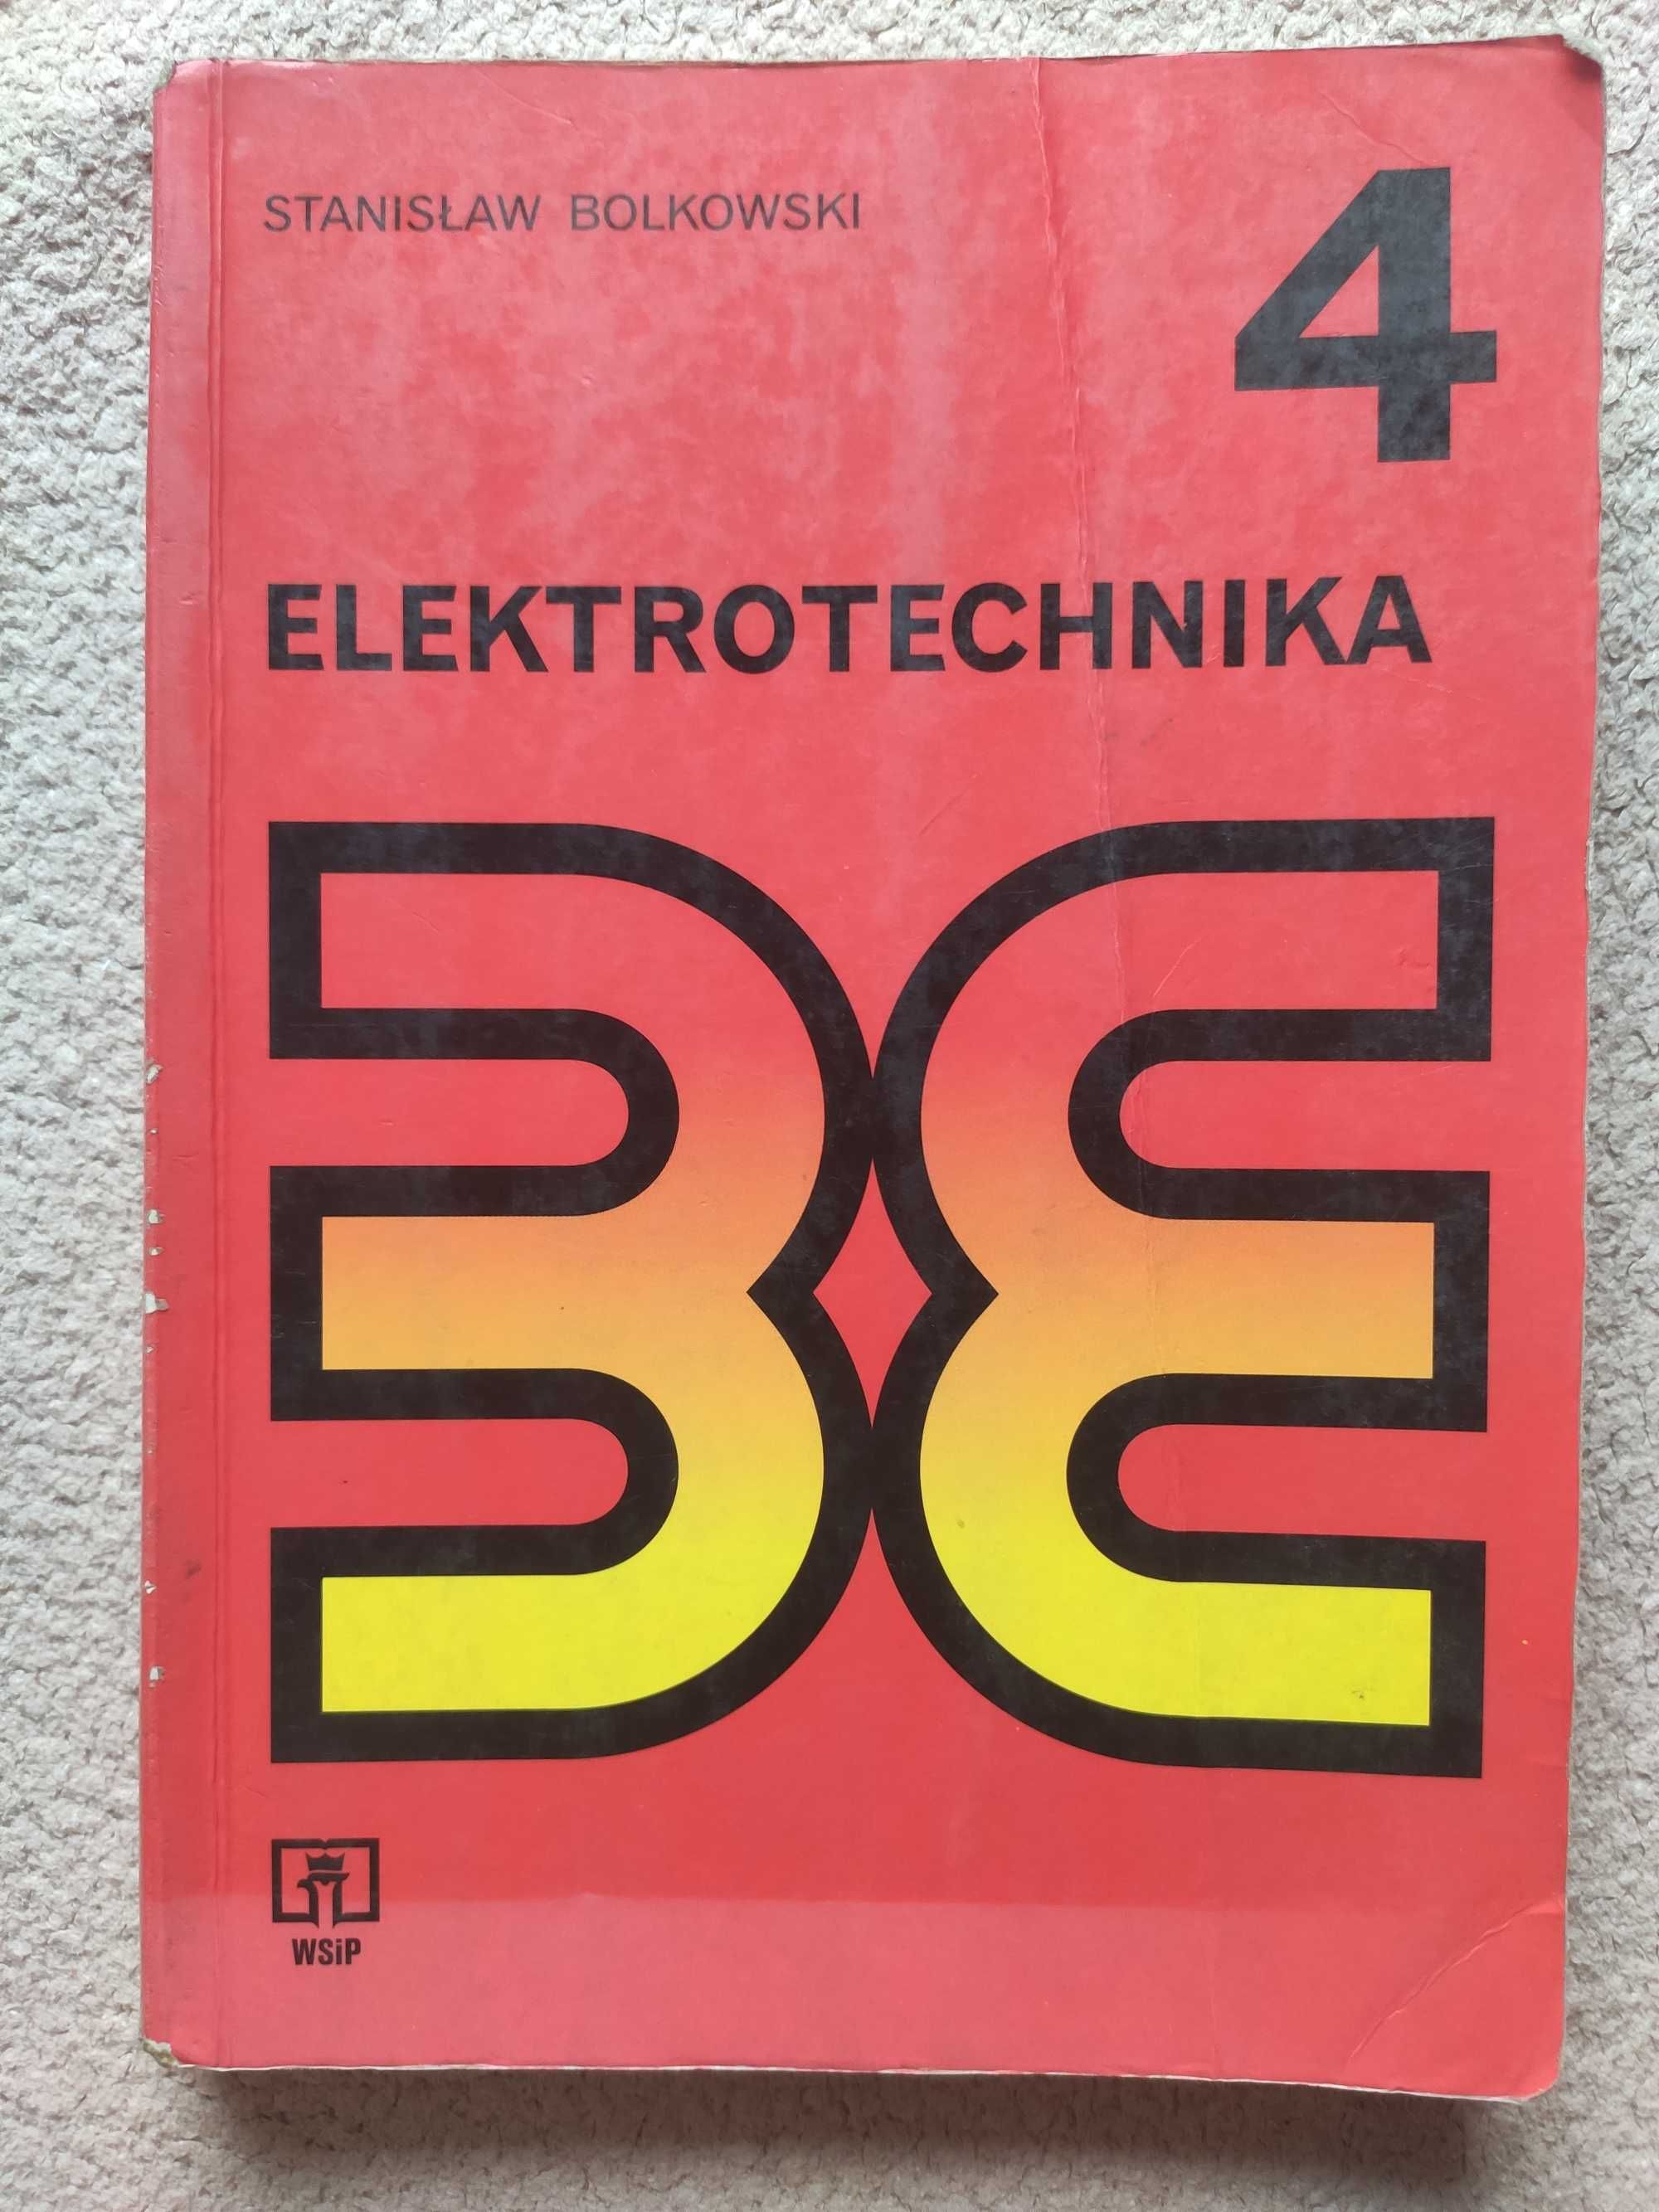 STANISŁAW BOLKOWSKI
4
ELEKTROTECHNIKA
WSiP